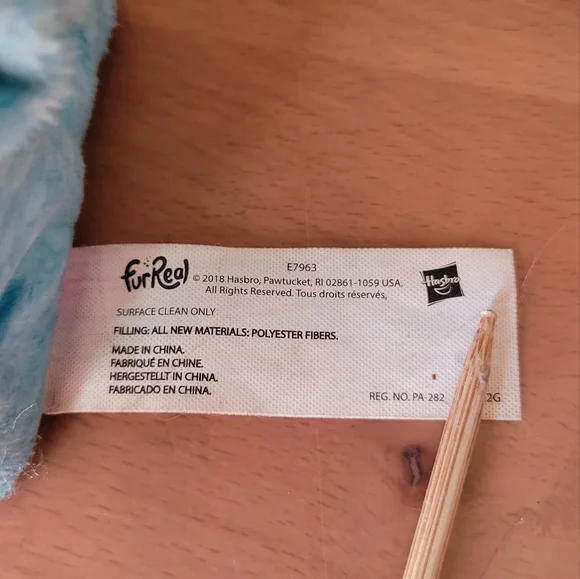 furReal
E7963
© 2018 Hasbro, Pawtucket, RI 02861-1059 USA.
All Rights Reserved. Tous droits réservés,
Hasbro
SURFACE CLEAN ONLY
FILLING: ALL NEW MATERIALS: POLYESTER FIBERS.
MADE IN CHINA.
FABRIQUÉ EN CHINE.
HERGESTELLT IN CHINA.
FABRICADO EN CHINA.
REG. NO. PA-282 2G